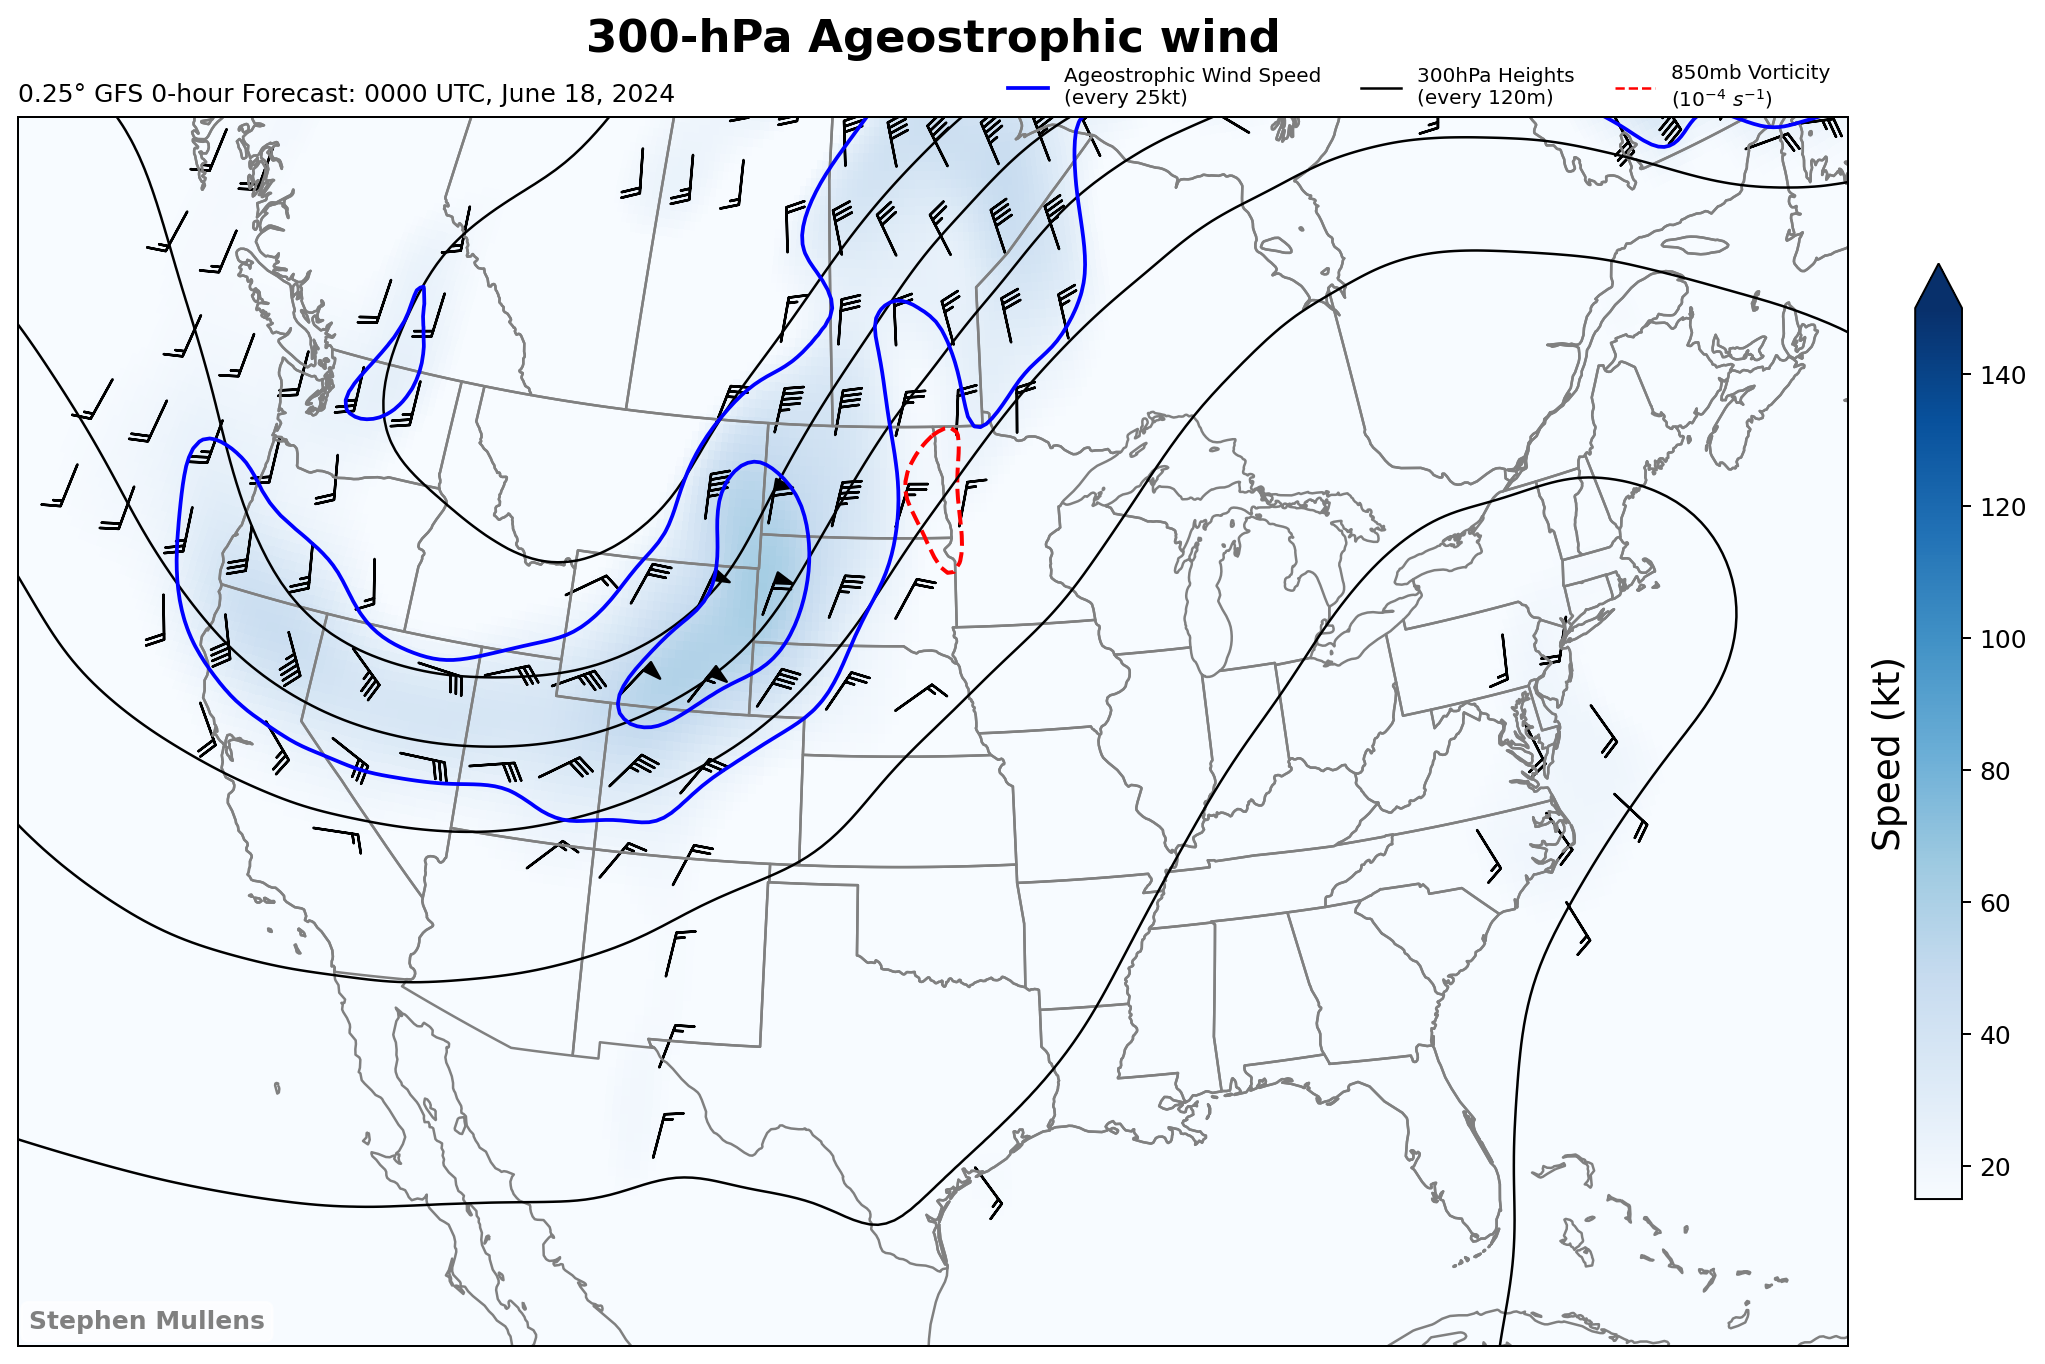 300-hPa Ageostrophic wind
0.25° GFS 0-hour Forecast: 0000 UTC, June 18, 2024
Ageostrophic Wind Speed
(every 25kt)
300hPa Heights
(every 120m)
850mb Vorticity
(10⁻⁴ s⁻¹)
140
120
100
80
60
40
20
Speed (kt)
Stephen Mullens